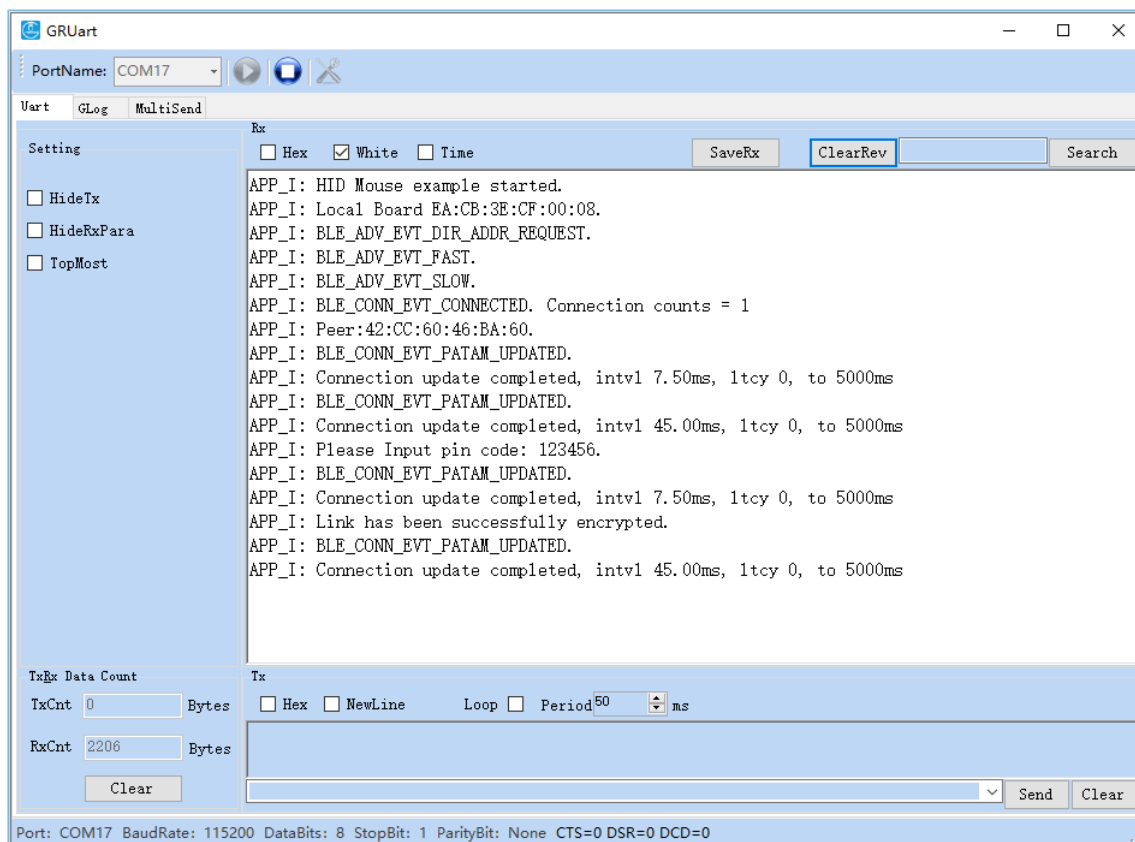 GRUart
PortName: COM17
Uart GLog MultiSend
Rx
Setting
Hex White Time SaveRx ClearRev Search
HideTx
HideRxPara
TopMost
APP_I: HID Mouse example started.
APP_I: Local Board EA:CB:3E:CF:00:08.
APP_I: BLE_ADV_EVT_DIR_ADDR_REQUEST.
APP_I: BLE_ADV_EVT_FAST.
APP_I: BLE_ADV_EVT_SLOW.
APP_I: BLE_CONN_EVT_CONNECTED. Connection counts = 1
APP_I: Peer:42:CC:60:46:BA:60.
APP_I: BLE_CONN_EVT_PATAM_UPDATED.
APP_I: Connection update completed, intvl 7.50ms, ltcy 0, to 5000ms
APP_I: BLE_CONN_EVT_PATAM_UPDATED.
APP_I: Connection update completed, intvl 45.00ms, ltcy 0, to 5000ms
APP_I: Please Input pin code: 123456.
APP_I: BLE_CONN_EVT_PATAM_UPDATED.
APP_I: Connection update completed, intvl 7.50ms, ltcy 0, to 5000ms
APP_I: Link has been successfully encrypted.
APP_I: BLE_CONN_EVT_PATAM_UPDATED.
APP_I: Connection update completed, intvl 45.00ms, ltcy 0, to 5000ms
TxRx Data Count
TxCnt 0 Bytes
RxCnt 2206 Bytes
Clear
Tx
Hex NewLine Loop Period 50 ms
Send Clear
Port: COM17 BaudRate: 115200 DataBits: 8 StopBit: 1 ParityBit: None CTS=0 DSR=0 DCD=0